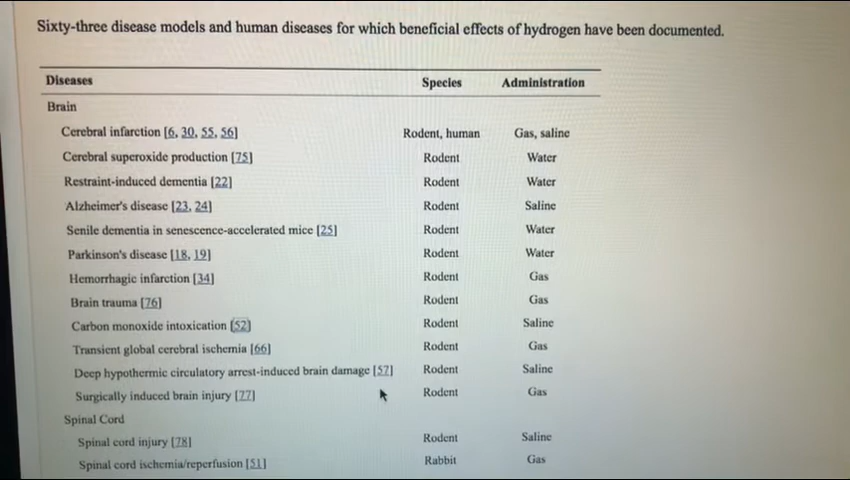 Sixty-three disease models and human diseases for which beneficial effects of hydrogen have been documented.
Diseases Species Administration
Brain
Cerebral infarction [6, 30, 55, 56] Rodent, human Gas, saline
Cerebral superoxide production [75] Rodent Water
Restraint-induced dementia [22] Rodent Water
Alzheimer's disease [23, 24] Rodent Saline
Senile dementia in senescence-accelerated mice [25] Rodent Water
Parkinson's disease [18, 19] Rodent Water
Hemorrhagic infarction [34] Rodent Gas
Brain trauma [76] Rodent Gas
Carbon monoxide intoxication [52] Rodent Saline
Transient global cerebral ischemia [66] Rodent Gas
Deep hypothermic circulatory arrest-induced brain damage [57] Rodent Saline
Surgically induced brain injury [77] Rodent Gas
Spinal Cord
Spinal cord injury [78] Rodent Saline
Spinal cord ischemia/reperfusion [51] Rabbit Gas